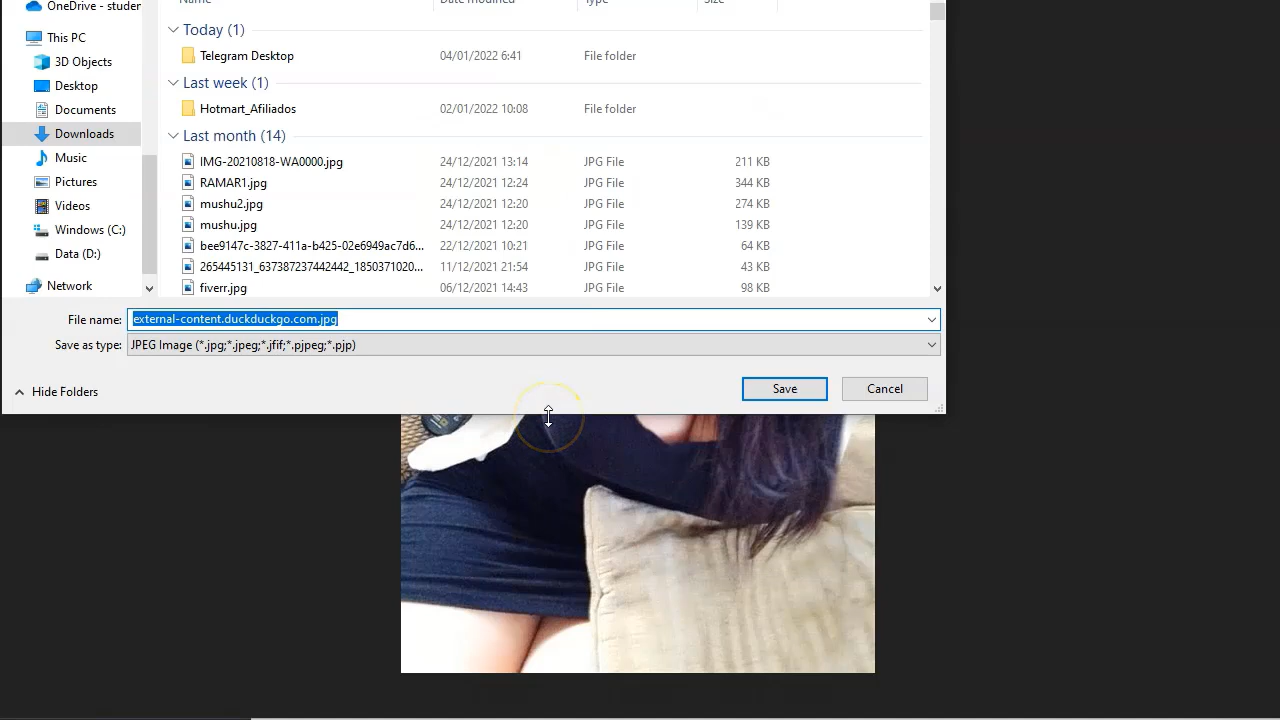 OneDrive - studen
This PC
3D Objects
Desktop
Documents
Downloads
Music
Pictures
Videos
Windows (C:)
Data (D:)
Network
Name Date modified Type Size
Today (1)
Telegram Desktop 04/01/2022 6:41 File folder
Last week (1)
Hotmart_Afiliados 02/01/2022 10:08 File folder
Last month (14)
IMG-20210818-WA0000.jpg 24/12/2021 13:14 JPG File 211 KB
RAMAR1.jpg 24/12/2021 12:24 JPG File 344 KB
mushu2.jpg 24/12/2021 12:20 JPG File 274 KB
mushu.jpg 24/12/2021 12:20 JPG File 139 KB
bee9147c-3827-411a-b425-02e6949ac7d6... 22/12/2021 10:21 JPG File 64 KB
265445131_637387237442442_1850371020... 11/12/2021 21:54 JPG File 43 KB
fiverr.jpg 06/12/2021 14:43 JPG File 98 KB
File name: external-content.duckduckgo.com.jpg
Save as type: JPEG Image (*.jpg;*.jpeg;*.jfif;*.pjpeg;*.pjp)
Hide Folders Save Cancel